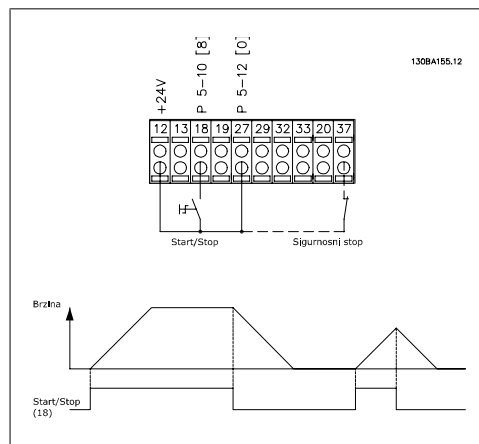 130BA155.12
+24V
P 5-10 [8]
P 5-12 [0]
12 13 18 19 27 29 32 33 20 37
Start/Stop
Sigurnosni stop
Brzina
Start/Stop
(18)